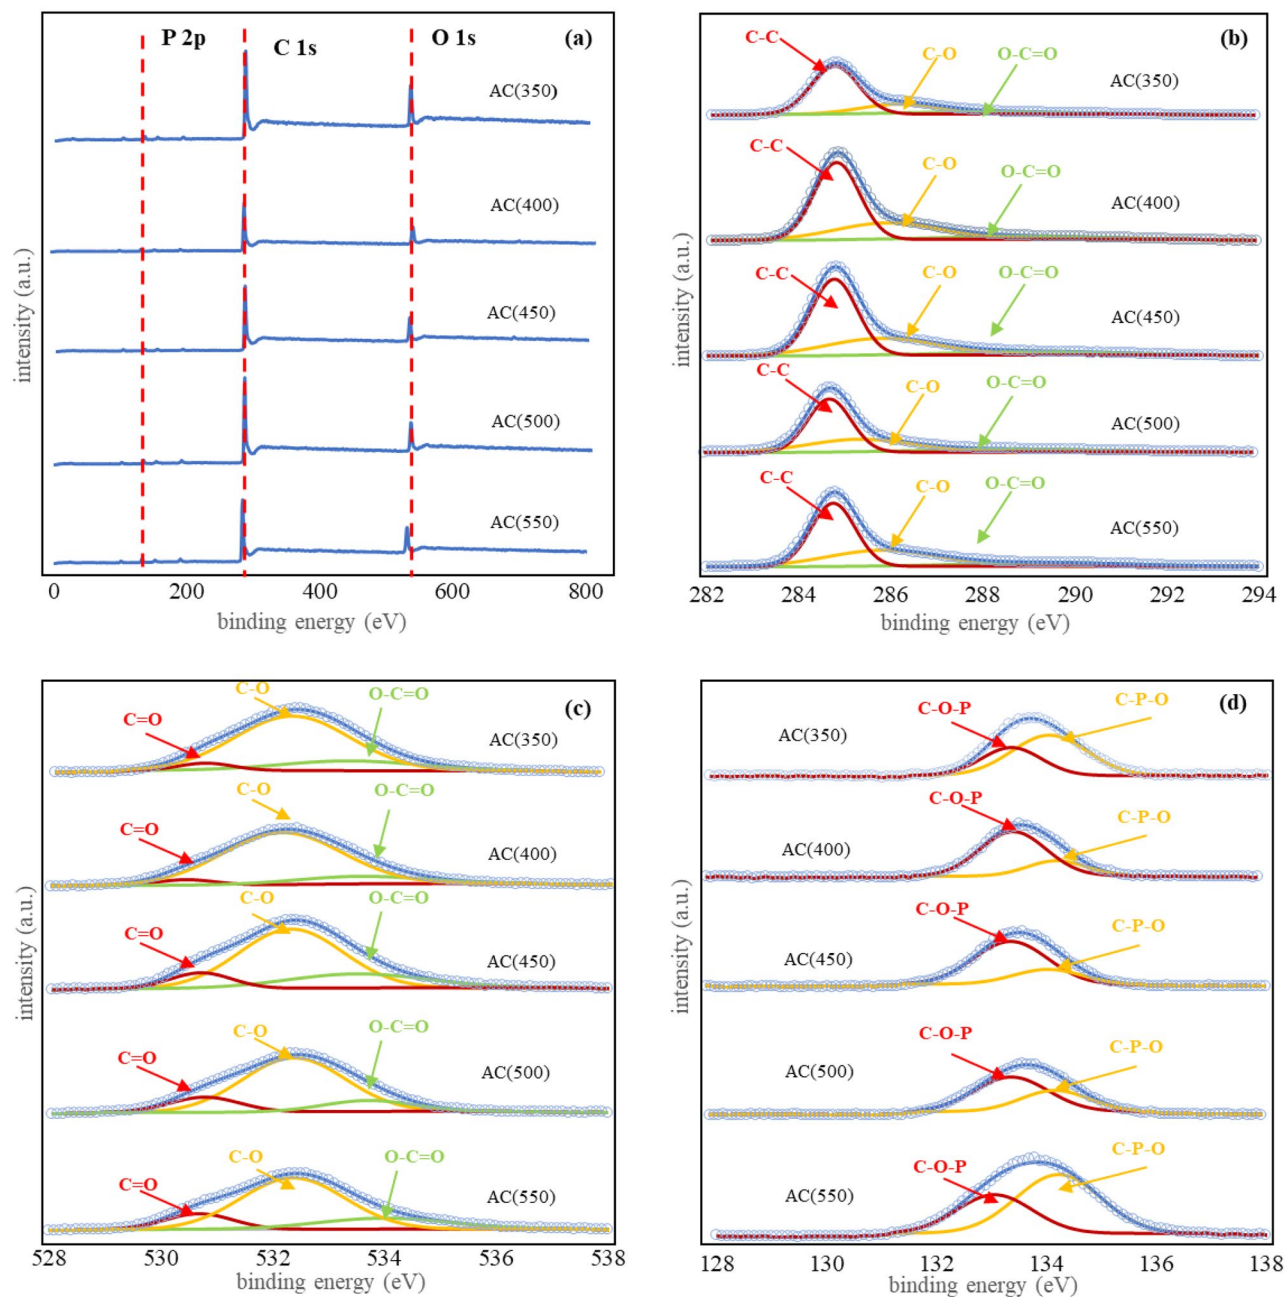 P 2p
C 1s
O 1s
(a)
AC(350)
AC(400)
AC(450)
AC(500)
AC(550)
intensity (a.u.)
0 200 400 600 800
binding energy (eV)
(b)
C-C C-O O-C=O
AC(350)
C-C C-O O-C=O
AC(400)
C-C C-O O-C=O
AC(450)
C-C C-O O-C=O
AC(500)
C-C C-O O-C=O
AC(550)
intensity (a.u.)
282 284 286 288 290 292 294
binding energy (eV)
(c)
C=O C-O O-C=O
AC(350)
C=O C-O O-C=O
AC(400)
C=O C-O O-C=O
AC(450)
C=O C-O O-C=O
AC(500)
C=O C-O O-C=O
AC(550)
intensity (a.u.)
528 530 532 534 536 538
binding energy (eV)
(d)
AC(350) C-O-P C-P-O
AC(400) C-O-P C-P-O
AC(450) C-O-P C-P-O
AC(500) C-O-P C-P-O
AC(550) C-O-P C-P-O
intensity (a.u.)
128 130 132 134 136 138
binding energy (eV)